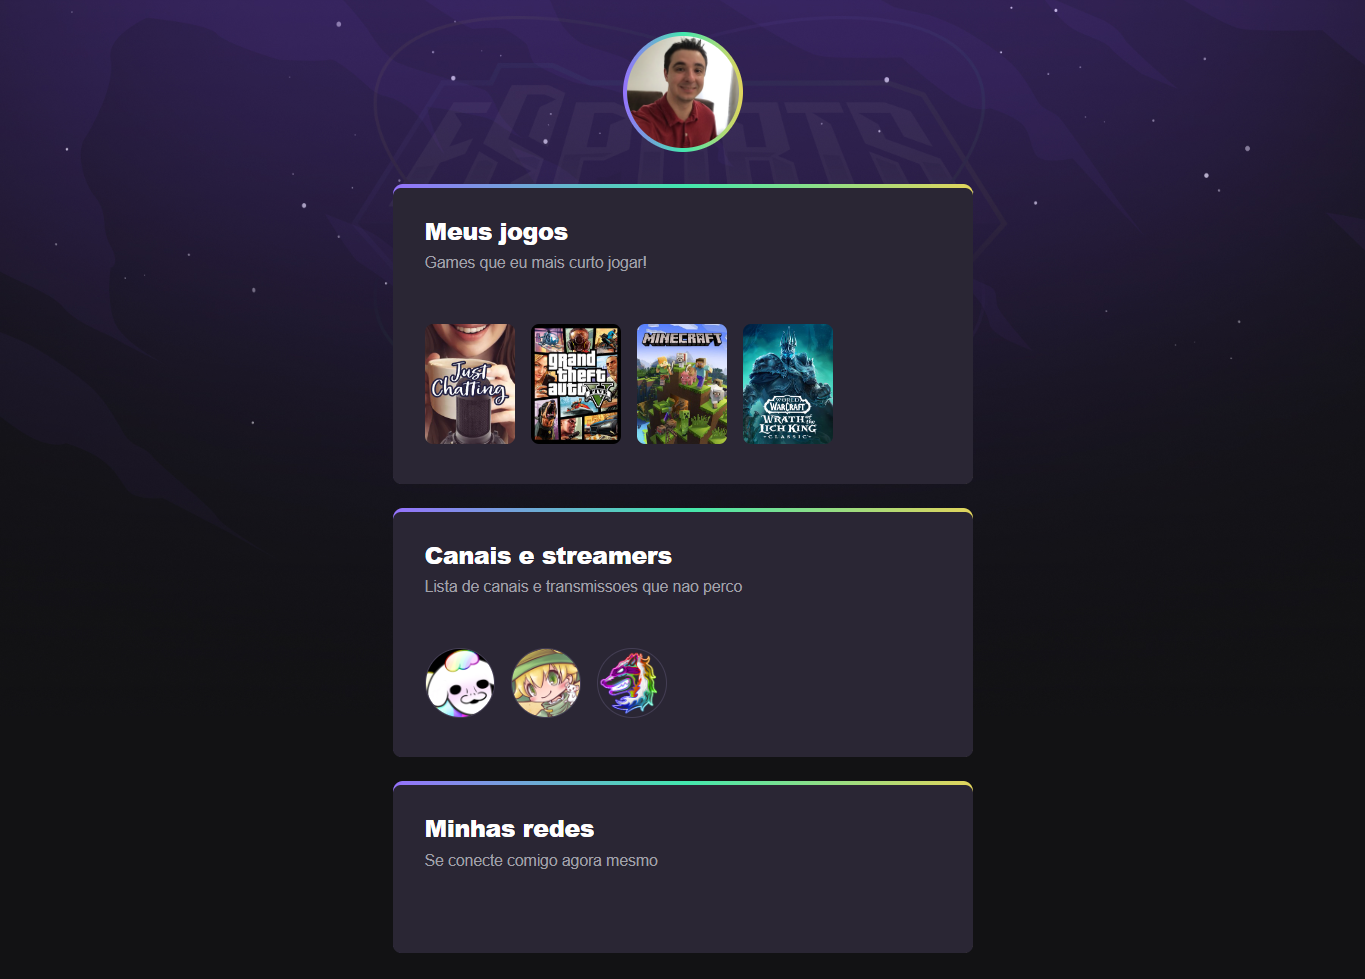 ESPORTS
Meus jogos
Games que eu mais curto jogar!
Just
Chatting
grand
theft
auto
V
FIVE
MINECRAFT
WORLD
WARCRAFT
WRATH OF THE
LICH KING
CLASSIC
Canais e streamers
Lista de canais e transmissoes que nao perco
Minhas redes
Se conecte comigo agora mesmo